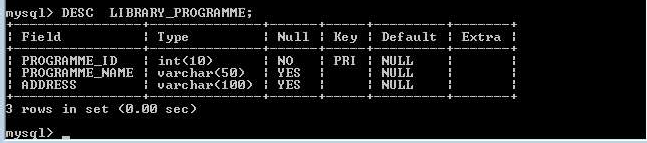 mysql> DESC  LIBRARY_PROGRAMME;
+----------------+--------------+------+-----+---------+-------+
| Field          | Type         | Null | Key | Default | Extra |
+----------------+--------------+------+-----+---------+-------+
| PROGRAMME_ID   | int(10)      | NO   | PRI | NULL    |       |
| PROGRAMME_NAME | varchar(50)  | YES  |     | NULL    |       |
| ADDRESS        | varchar(100) | YES  |     | NULL    |       |
+----------------+--------------+------+-----+---------+-------+
3 rows in set (0.00 sec)
mysql> _